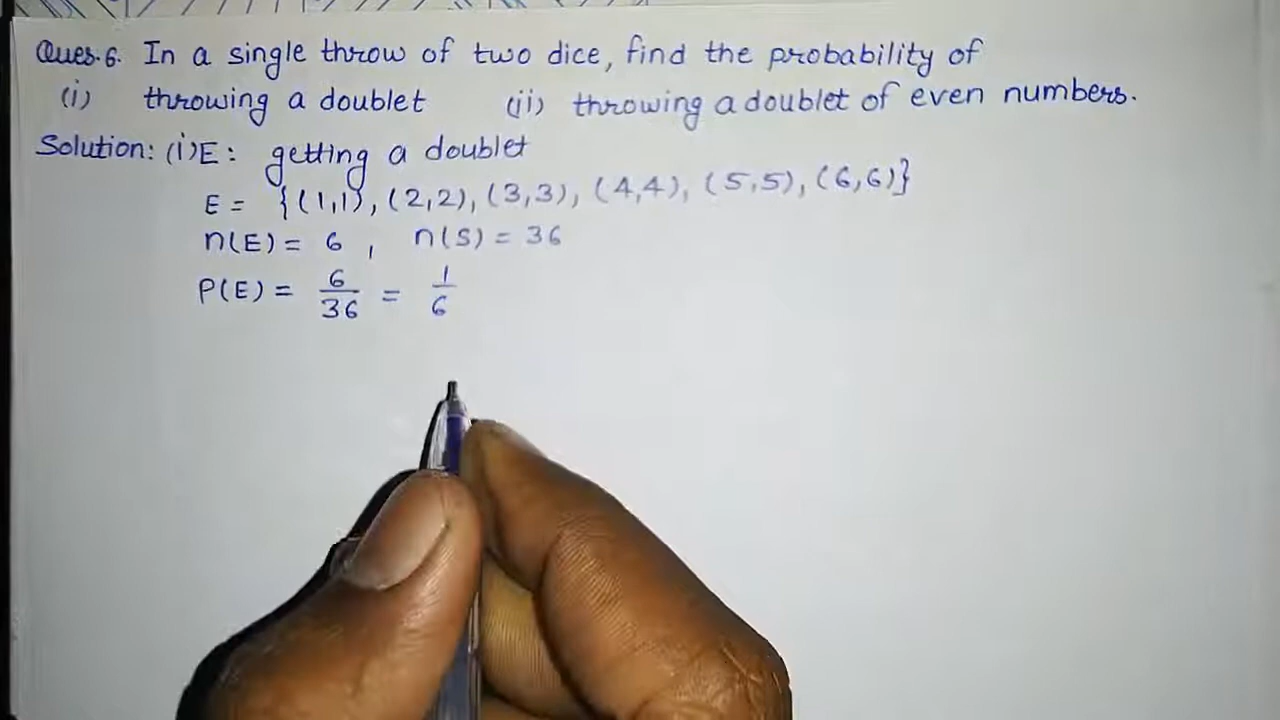 Ques.6. In a single throw of two dice, find the probability of
(i) throwing a doublet (ii) throwing a doublet of even numbers.
Solution: (i) E: getting a doublet
E = {(1,1), (2,2), (3,3), (4,4), (5,5), (6,6)}
n(E) = 6, n(S) = 36
P(E) = 6/36 = 1/6